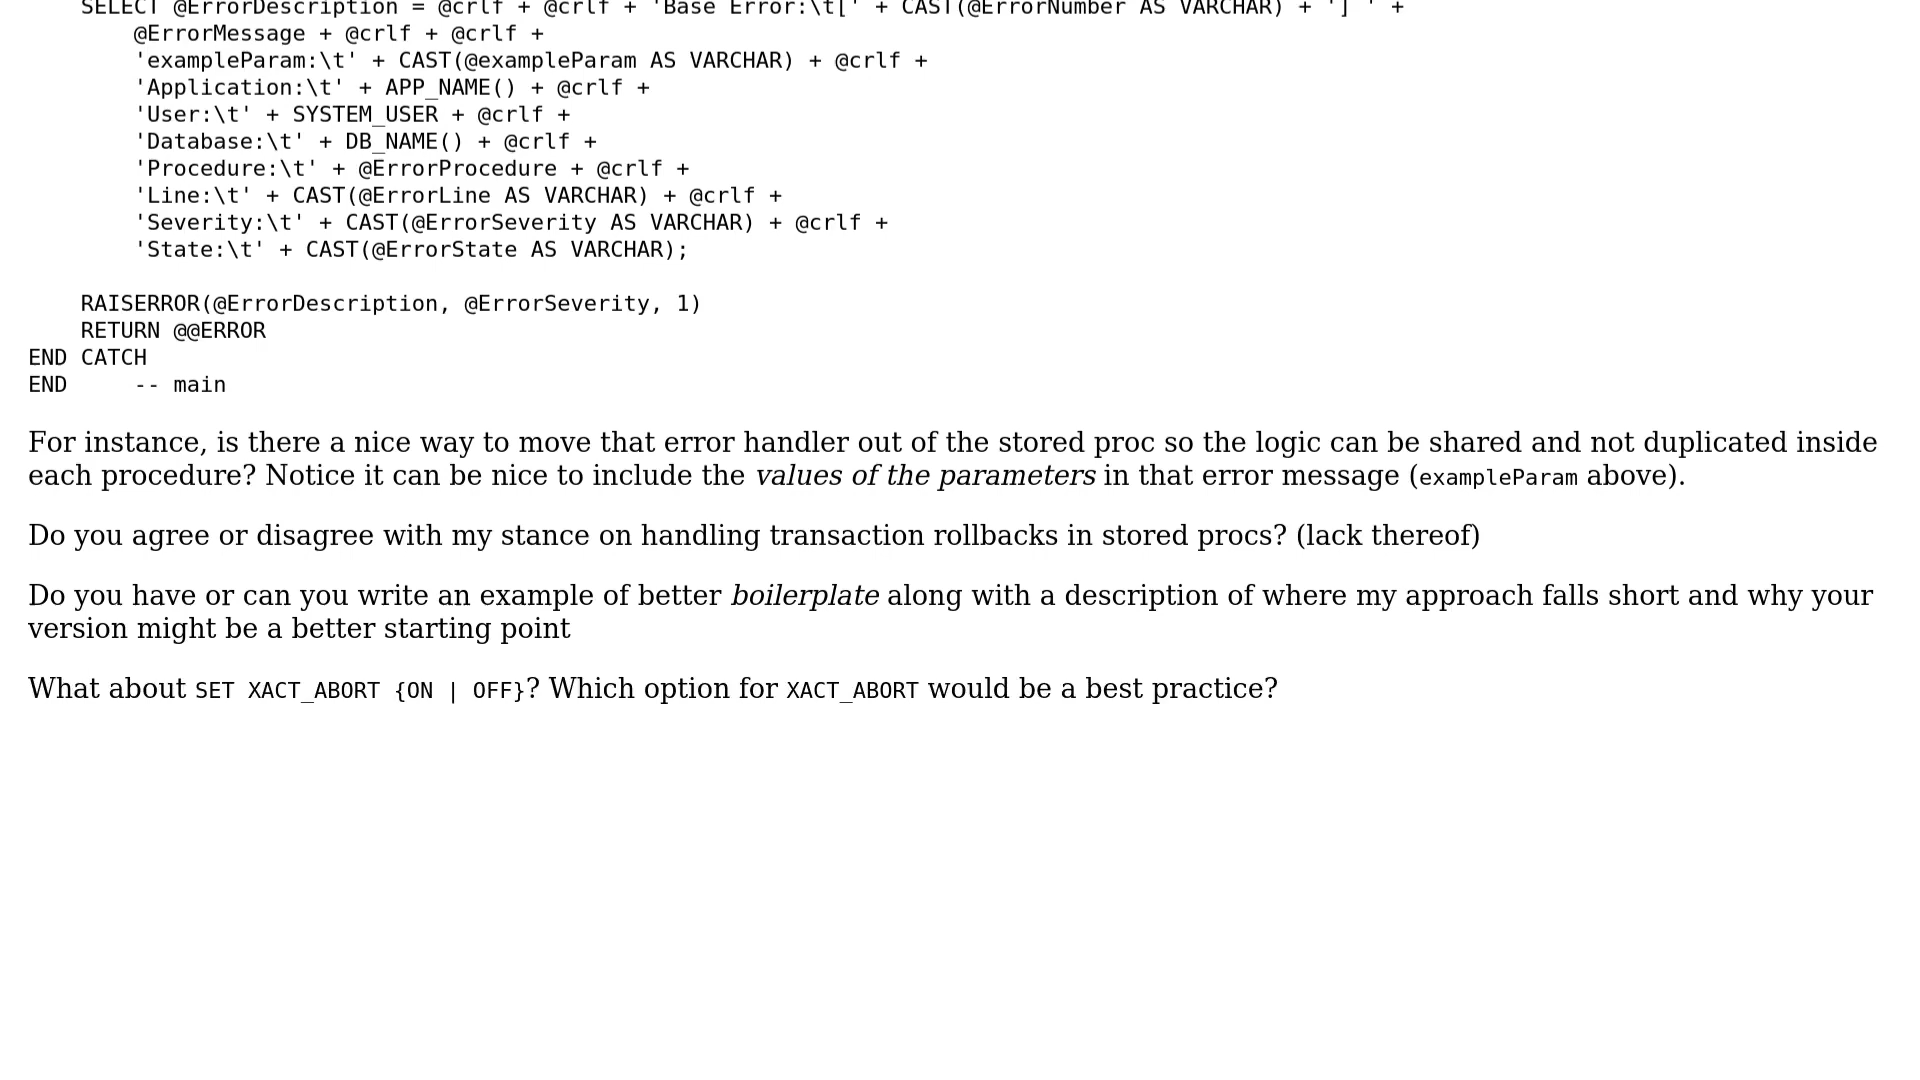 SELECT @ErrorDescription = @crlf + @crlf + 'Base Error:\t[' + CAST(@ErrorNumber AS VARCHAR) + '] ' +
@ErrorMessage + @crlf + @crlf +
'exampleParam:\t' + CAST(@exampleParam AS VARCHAR) + @crlf +
'Application:\t' + APP_NAME() + @crlf +
'User:\t' + SYSTEM_USER + @crlf +
'Database:\t' + DB_NAME() + @crlf +
'Procedure:\t' + @ErrorProcedure + @crlf +
'Line:\t' + CAST(@ErrorLine AS VARCHAR) + @crlf +
'Severity:\t' + CAST(@ErrorSeverity AS VARCHAR) + @crlf +
'State:\t' + CAST(@ErrorState AS VARCHAR);
RAISERROR(@ErrorDescription, @ErrorSeverity, 1)
RETURN @@ERROR
END CATCH
END     -- main
For instance, is there a nice way to move that error handler out of the stored proc so the logic can be shared and not duplicated inside
each procedure? Notice it can be nice to include the values of the parameters in that error message (exampleParam above).
Do you agree or disagree with my stance on handling transaction rollbacks in stored procs? (lack thereof)
Do you have or can you write an example of better boilerplate along with a description of where my approach falls short and why your
version might be a better starting point
What about SET XACT_ABORT {ON | OFF}? Which option for XACT_ABORT would be a best practice?